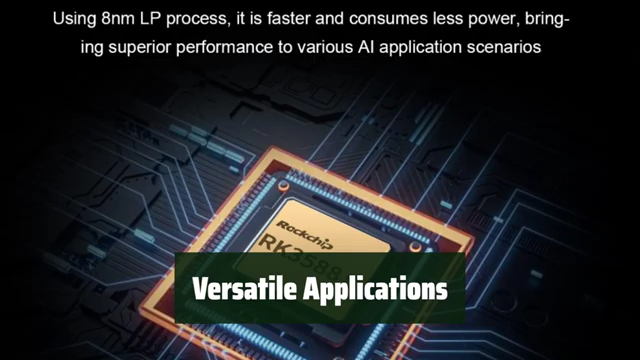 Using 8nm LP process, it is faster and consumes less power, bring-
ing superior performance to various AI application scenarios
Rockchip
RK3588
Versatile Applications